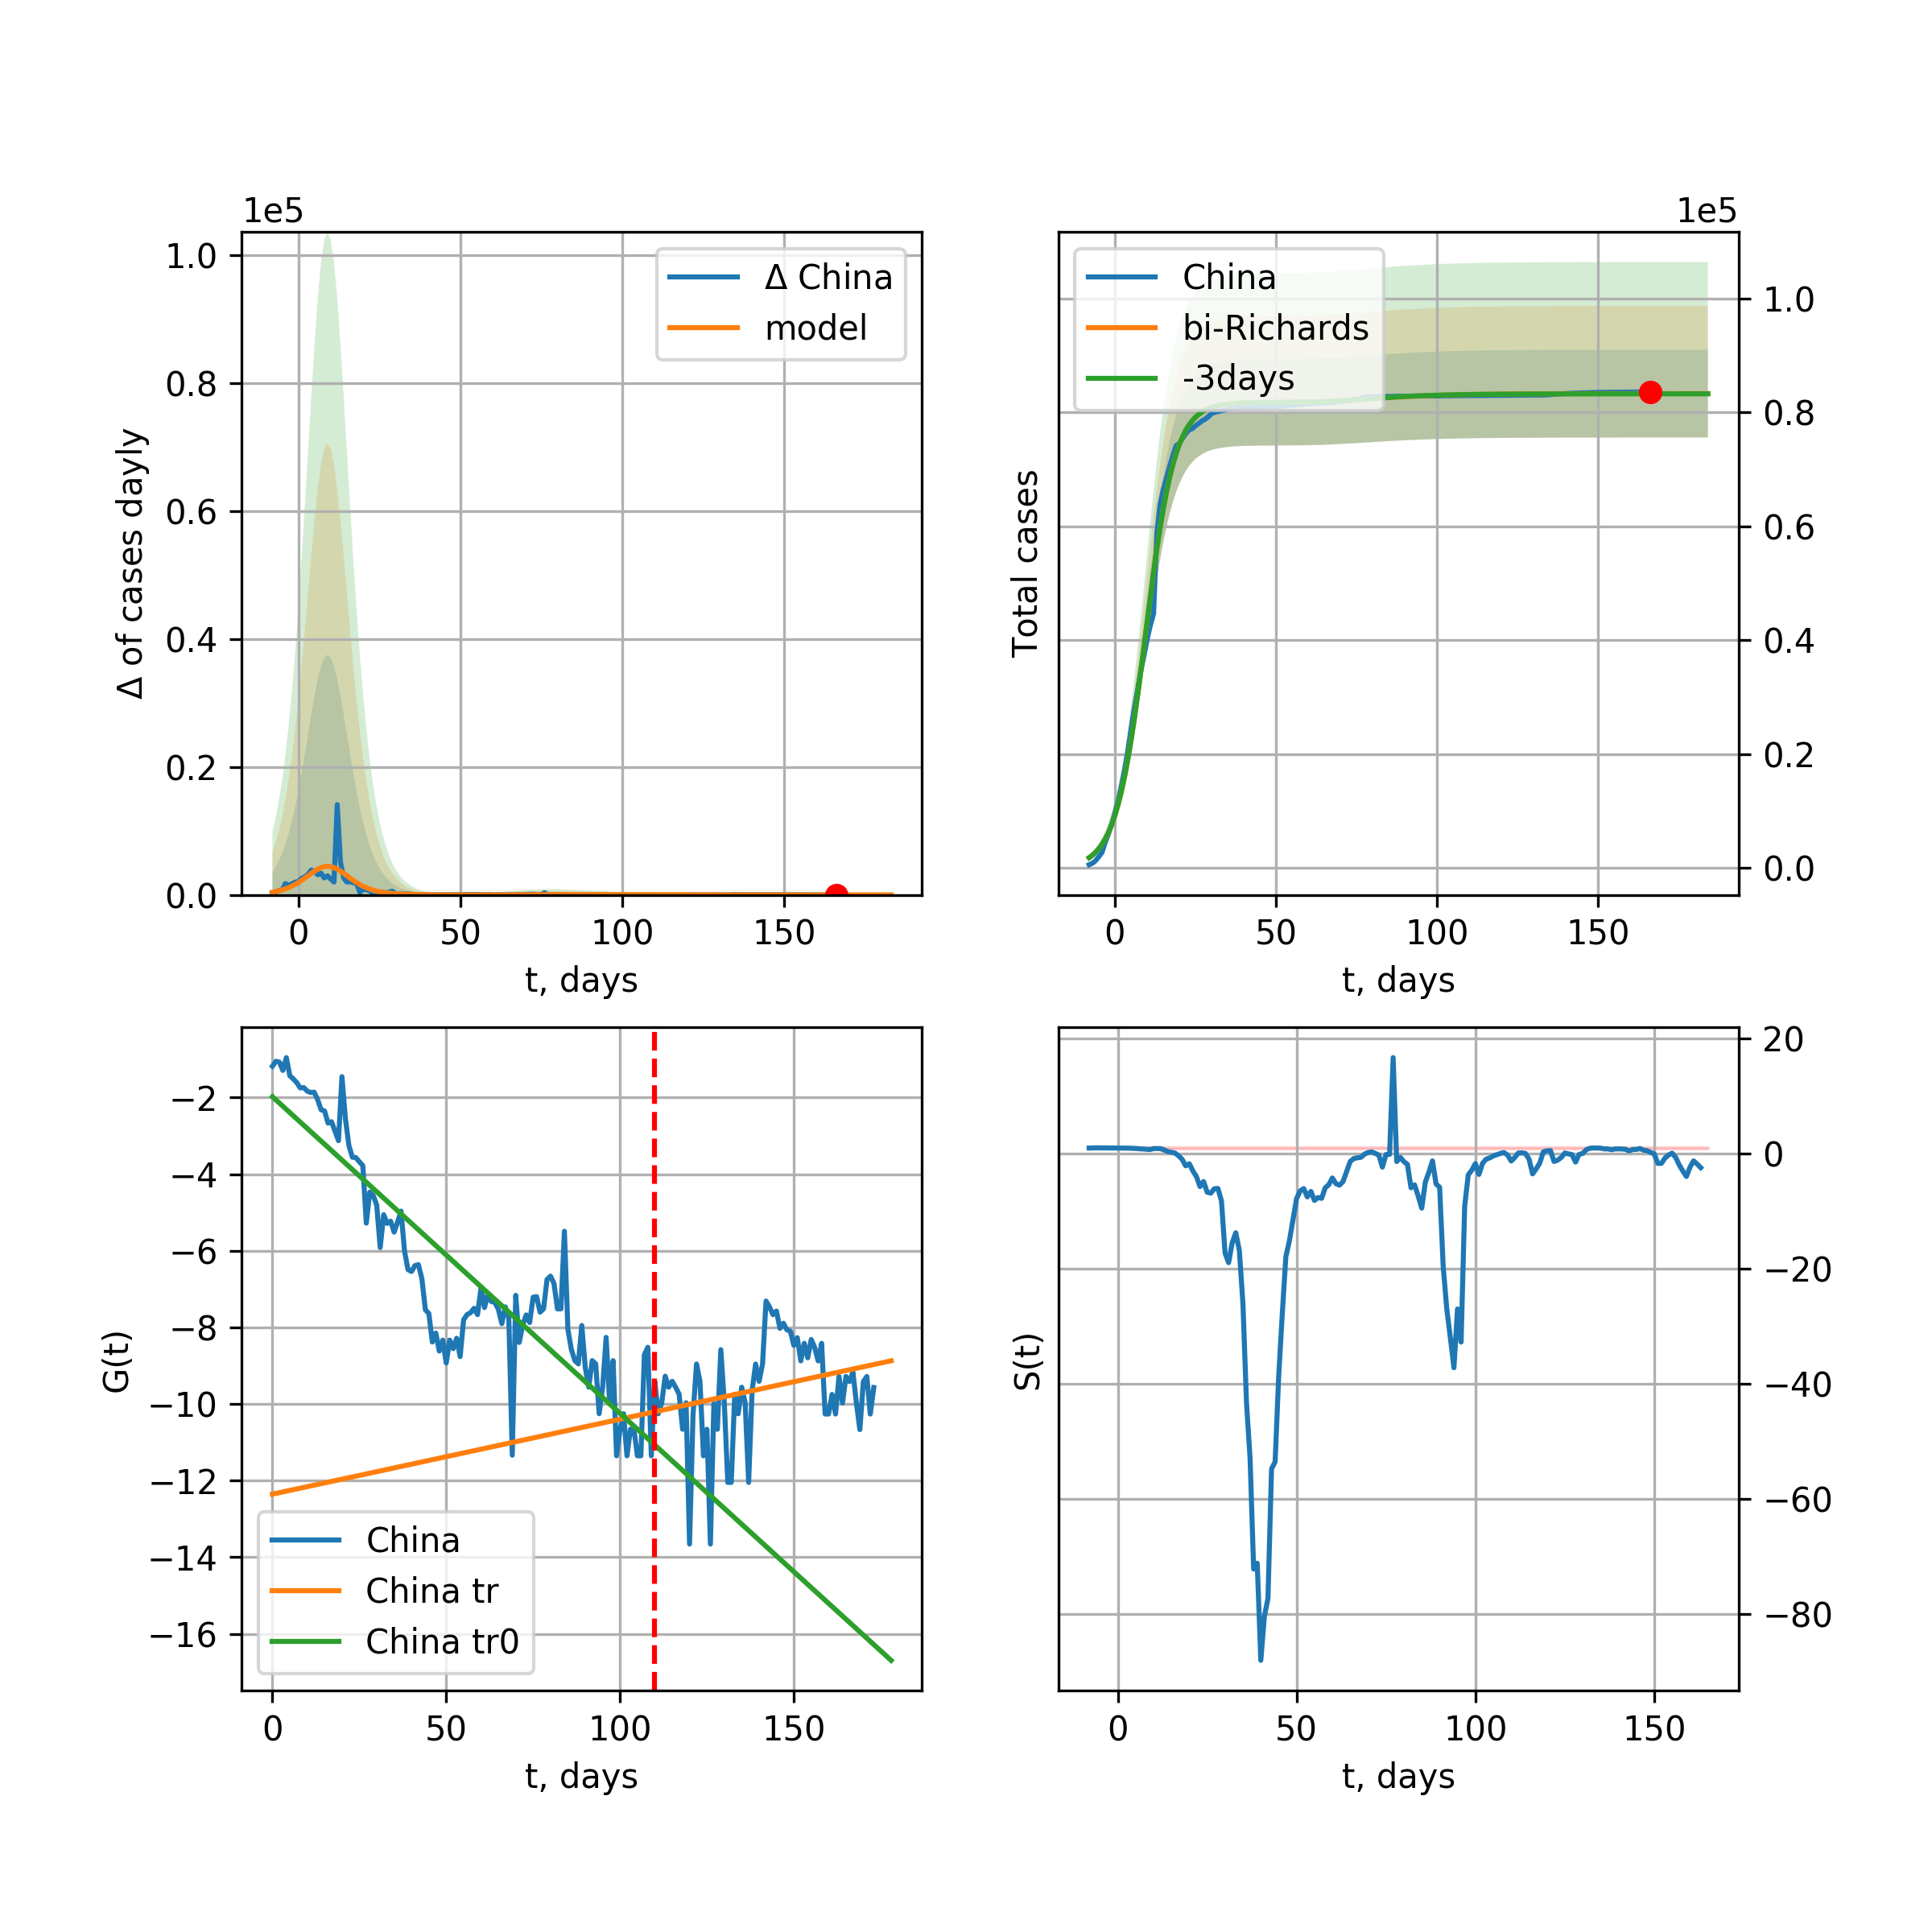 1e5
Δ of cases dayly
1.0
0.8
0.6
0.4
0.2
0.0
Δ China
model
0 50 100 150
t, days
1e5
Total cases
China
bi-Richards
-3days
1.0
0.8
0.6
0.4
0.2
0.0
0 50 100 150
t, days
G(t)
−2
−4
−6
−8
−10
−12
−14
−16
China
China tr
China tr0
0 50 100 150
t, days
S(t)
20
0
−20
−40
−60
−80
0 50 100 150
t, days